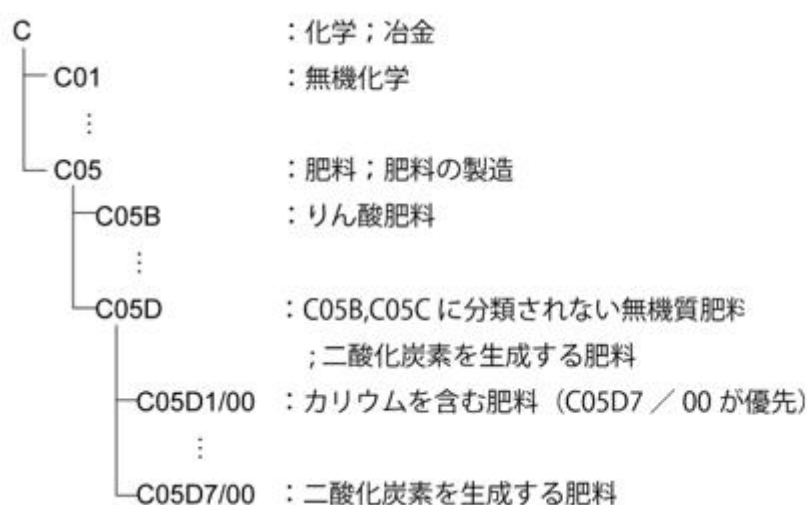 C ：化学；冶金
C01 ：無機化学
⋮
C05 ：肥料；肥料の製造
C05B ：りん酸肥料
⋮
C05D ：C05B,C05C に分類されない無機質肥料
;二酸化炭素を生成する肥料
C05D1/00 ：カリウムを含む肥料（C05D7／00 が優先）
⋮
C05D7/00 ：二酸化炭素を生成する肥料